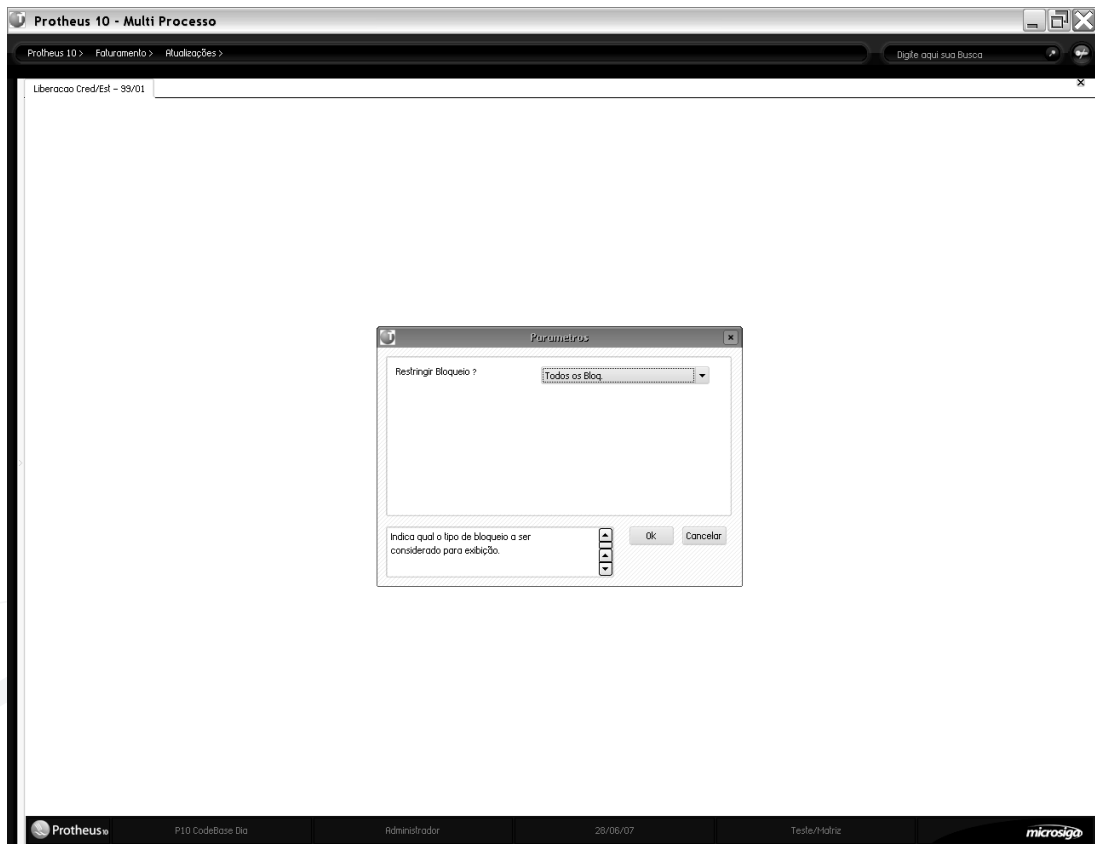 Protheus 10 - Multi Processo
Protheus 10 > Faturamento > Atualizações >
Digite aqui sua Busca
Liberacao Cred/Est - 99/01
Parametros
Restringir Bloqueio ?
Todos os Bloq.
Indica qual o tipo de bloqueio a ser
considerado para exibição.
Ok
Cancelar
Protheus 10
P10 CodeBase Dia
Administrador
28/06/07
Teste/Matriz
microsiga